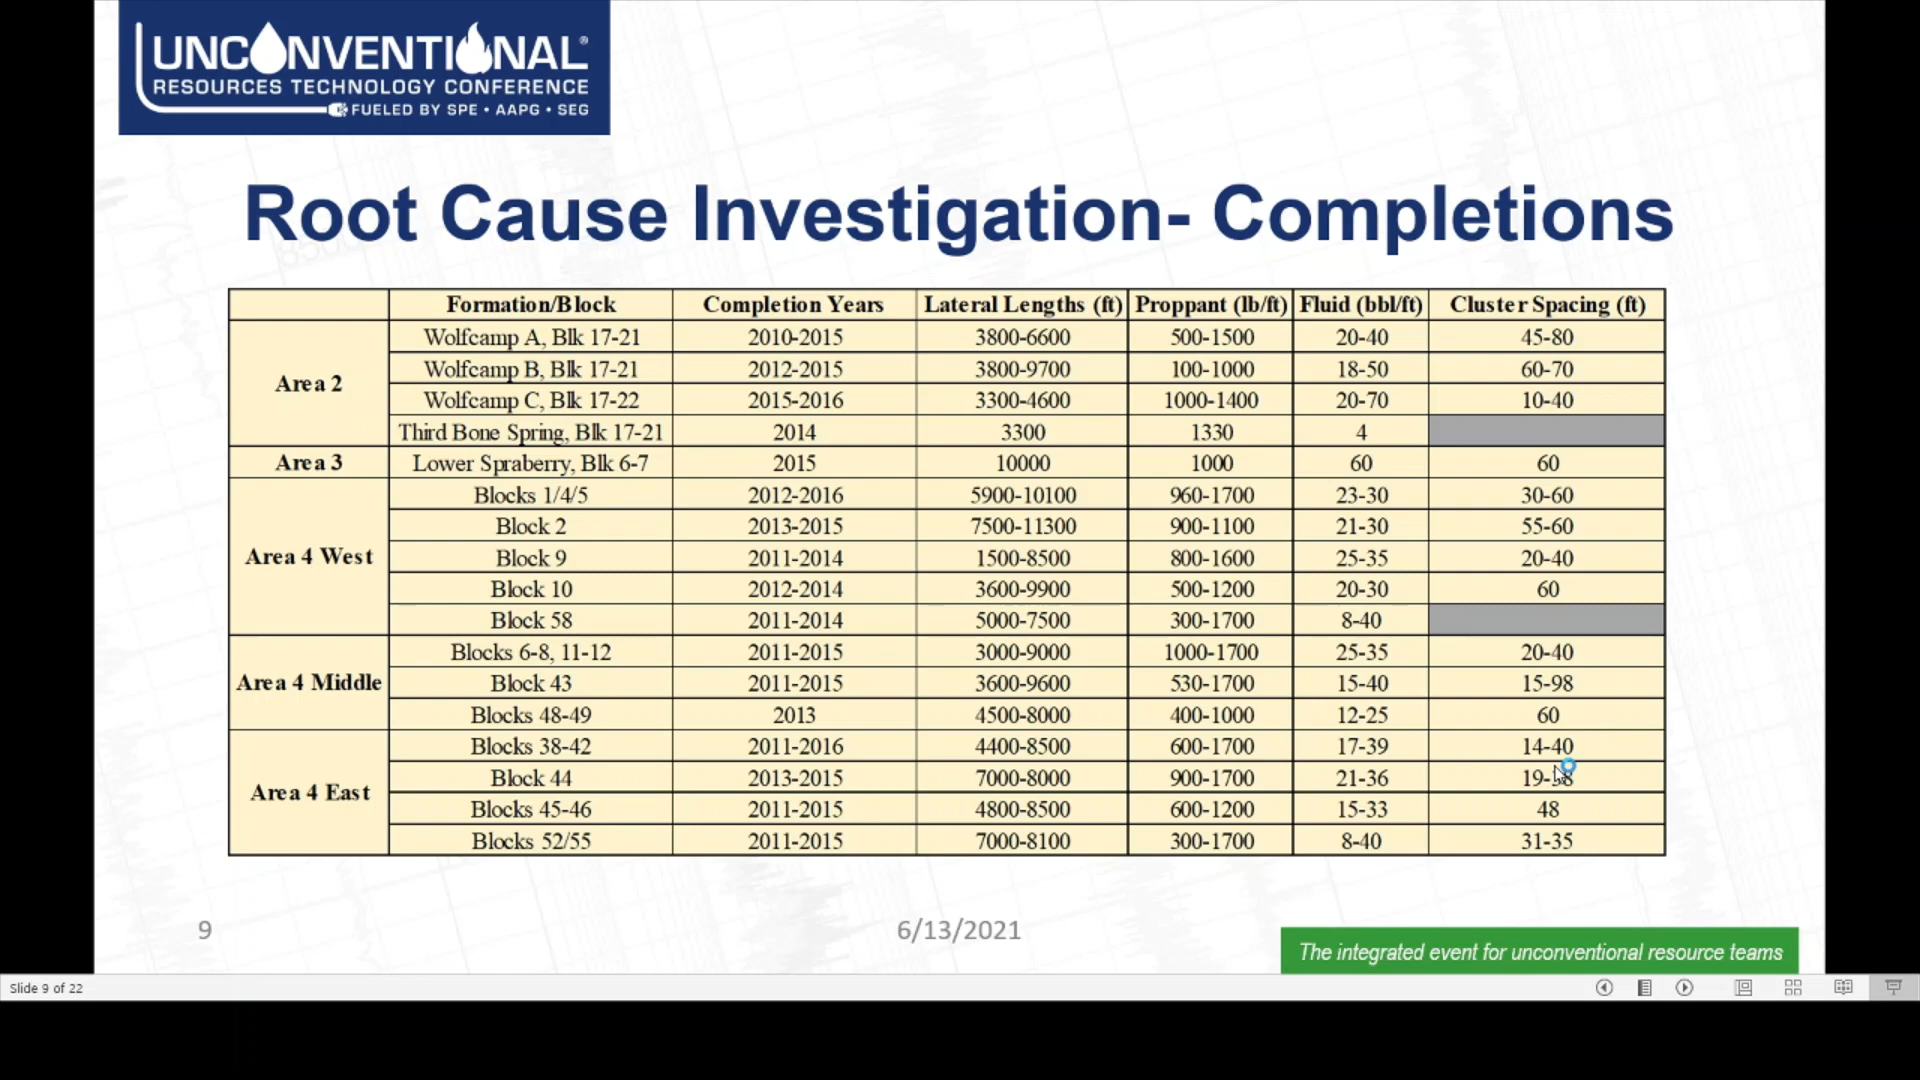 UNCONVENTIONAL®
RESOURCES TECHNOLOGY CONFERENCE
FUELED BY SPE • AAPG • SEG
Root Cause Investigation- Completions
Formation/Block Completion Years Lateral Lengths (ft) Proppant (lb/ft) Fluid (bbl/ft) Cluster Spacing (ft)
Area 2
Wolfcamp A, Blk 17-21 2010-2015 3800-6600 500-1500 20-40 45-80
Wolfcamp B, Blk 17-21 2012-2015 3800-9700 100-1000 18-50 60-70
Wolfcamp C, Blk 17-22 2015-2016 3300-4600 1000-1400 20-70 10-40
Third Bone Spring, Blk 17-21 2014 3300 1330 4
Area 3 Lower Spraberry, Blk 6-7 2015 10000 1000 60 60
Area 4 West
Blocks 1/4/5 2012-2016 5900-10100 960-1700 23-30 30-60
Block 2 2013-2015 7500-11300 900-1100 21-30 55-60
Block 9 2011-2014 1500-8500 800-1600 25-35 20-40
Block 10 2012-2014 3600-9900 500-1200 20-30 60
Block 58 2011-2014 5000-7500 300-1700 8-40
Area 4 Middle
Blocks 6-8, 11-12 2011-2015 3000-9000 1000-1700 25-35 20-40
Block 43 2011-2015 3600-9600 530-1700 15-40 15-98
Blocks 48-49 2013 4500-8000 400-1000 12-25 60
Area 4 East
Blocks 38-42 2011-2016 4400-8500 600-1700 17-39 14-40
Block 44 2013-2015 7000-8000 900-1700 21-36
Blocks 45-46 2011-2015 4800-8500 600-1200 15-33 48
Blocks 52/55 2011-2015 7000-8100 300-1700 8-40 31-35
9
6/13/2021
The integrated event for unconventional resource teams
Slide 9 of 22